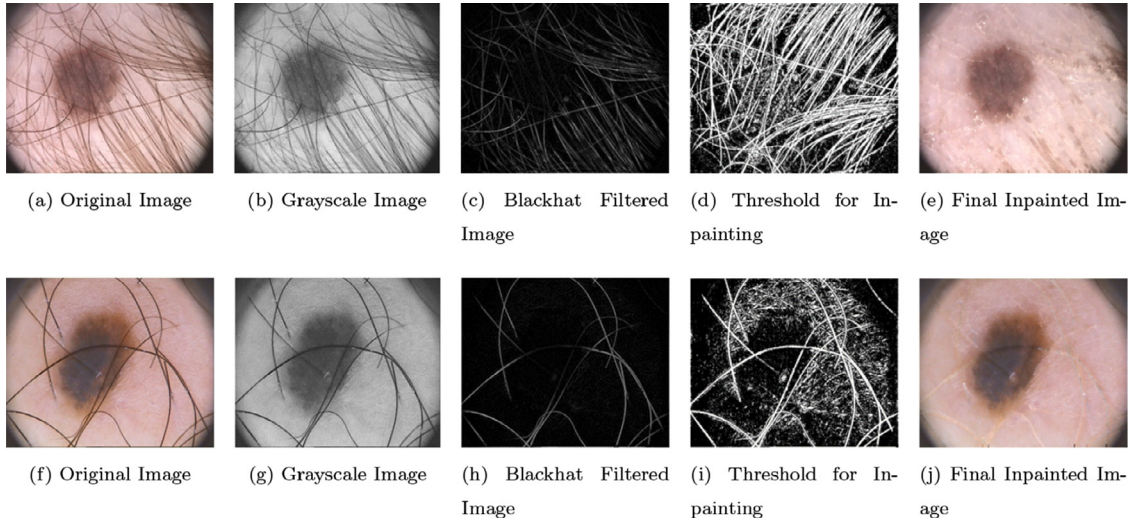 (a) Original Image
(b) Grayscale Image
(c) Blackhat Filtered
Image
(d) Threshold for In-
painting
(e) Final Inpainted Im-
age
(f) Original Image
(g) Grayscale Image
(h) Blackhat Filtered
Image
(i) Threshold for In-
painting
(j) Final Inpainted Im-
age